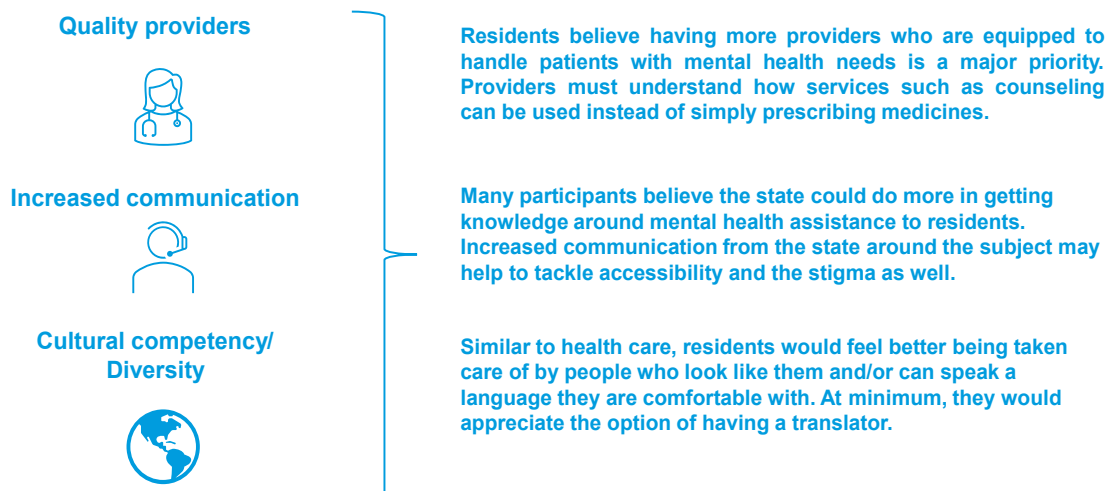 Quality providers
Residents believe having more providers who are equipped to
handle patients with mental health needs is a major priority.
Providers must understand how services such as counseling
can be used instead of simply prescribing medicines.
Increased communication
Many participants believe the state could do more in getting
knowledge around mental health assistance to residents.
Increased communication from the state around the subject may
help to tackle accessibility and the stigma as well.
Cultural competency/
Diversity
Similar to health care, residents would feel better being taken
care of by people who look like them and/or can speak a
language they are comfortable with. At minimum, they would
appreciate the option of having a translator.